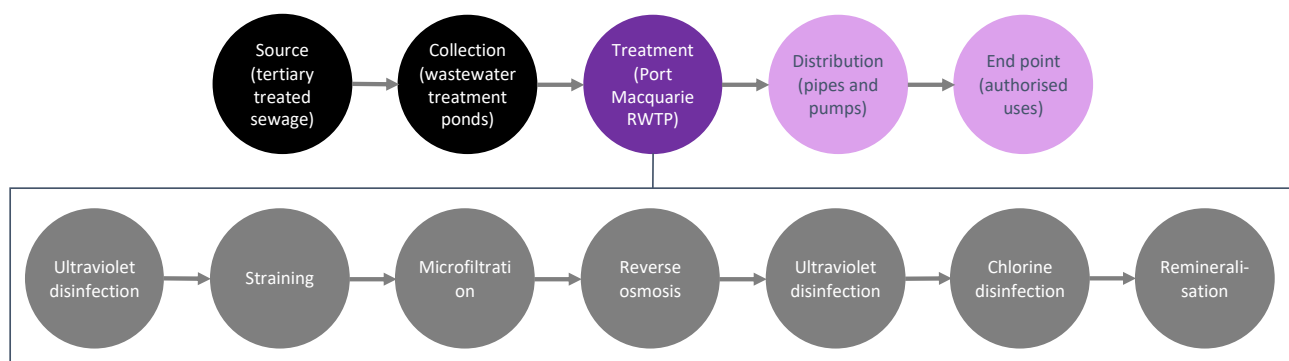 Source
(tertiary
treated
sewage)
Collection
(wastewater
treatment
ponds)
Treatment
(Port
Macquarie
RWTP)
Distribution
(pipes and
pumps)
End point
(authorised
uses)
Ultraviolet
disinfection
Straining
Microfiltrati
on
Reverse
osmosis
Ultraviolet
disinfection
Chlorine
disinfection
Reminerali-
sation